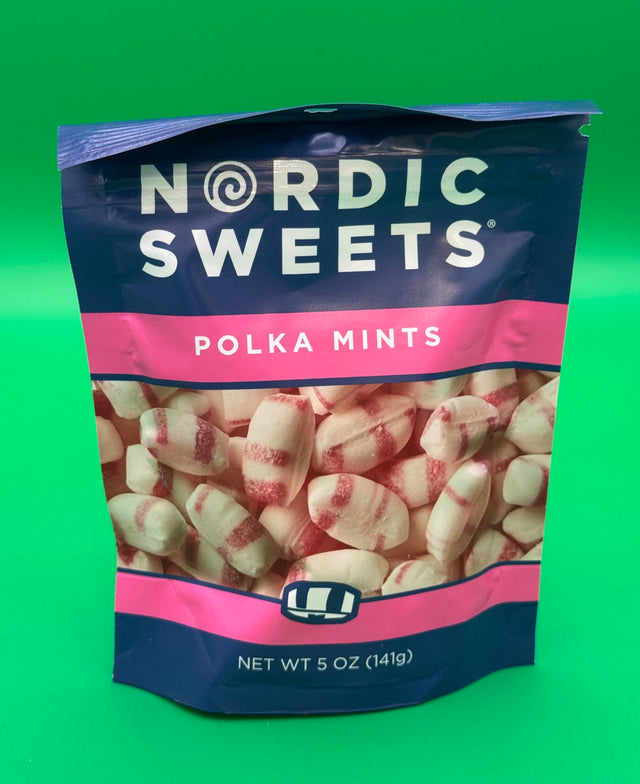 NORDIC
SWEETS®
POLKA MINTS
NET WT 5 OZ (141g)